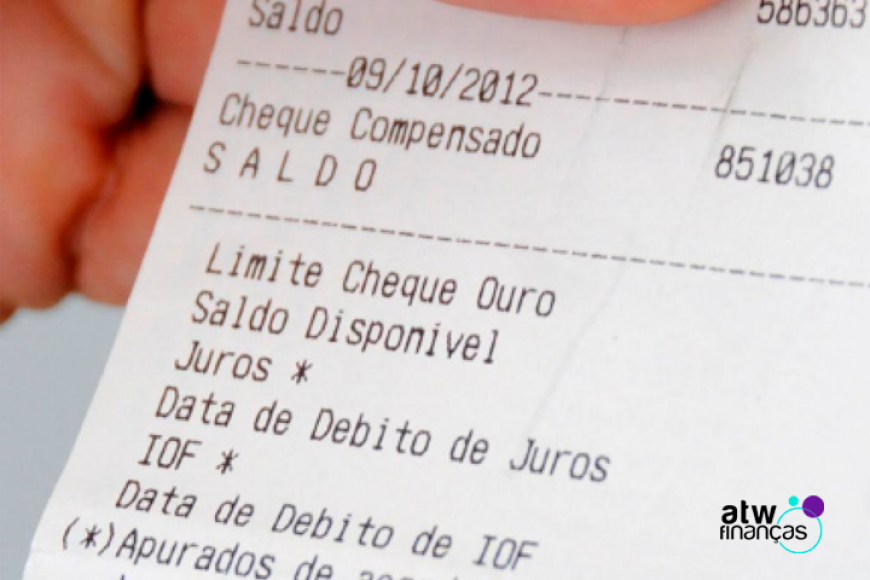 Saldo 586363
------09/10/2012------------------
Cheque Compensado 851038
S A L D O
Limite Cheque Ouro
Saldo Disponivel
Juros *
Data de Debito de Juros
IOF *
Data de Debito de IOF
(*)Apurados de
atw
finanças